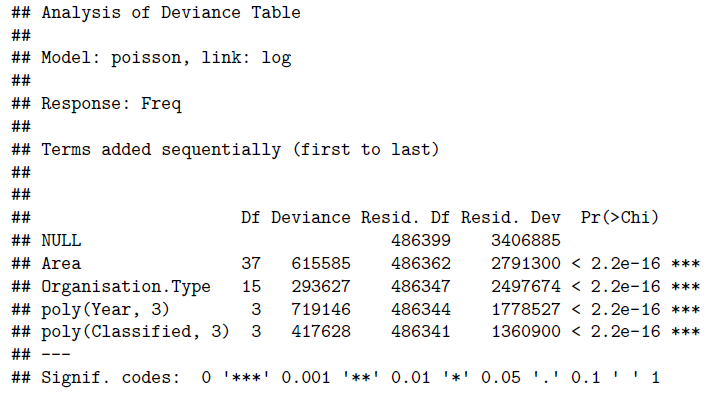 ## Analysis of Deviance Table
##
## Model: poisson, link: log
##
## Response: Freq
##
## Terms added sequentially (first to last)
##
##
##                       Df Deviance Resid. Df Resid. Dev  Pr(>Chi)
## NULL                                 486399    3406885
## Area                  37   615585    486362    2791300 < 2.2e-16 ***
## Organisation.Type     15   293627    486347    2497674 < 2.2e-16 ***
## poly(Year, 3)          3   719146    486344    1778527 < 2.2e-16 ***
## poly(Classified, 3)    3   417628    486341    1360900 < 2.2e-16 ***
## ---
## Signif. codes:  0 '***' 0.001 '**' 0.01 '*' 0.05 '.' 0.1 ' ' 1